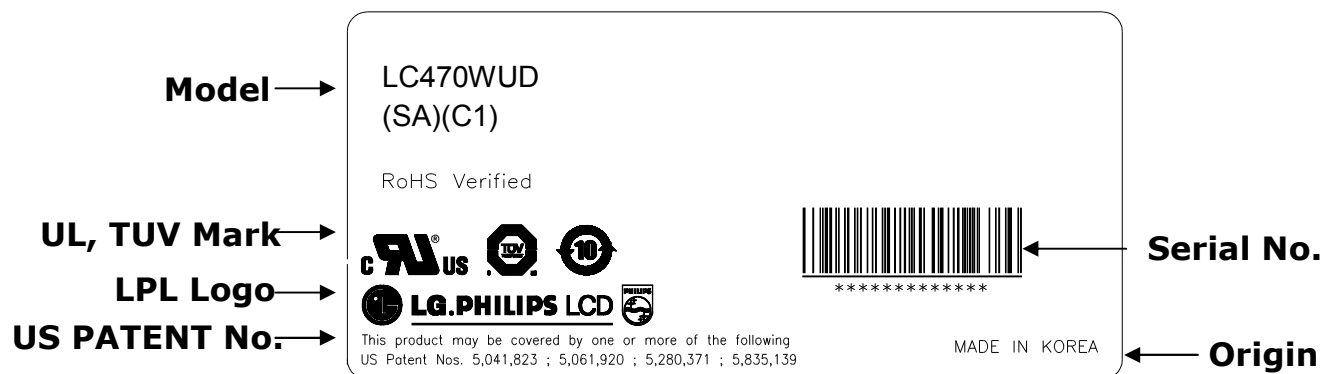 Model
LC470WUD
(SA)(C1)
RoHS Verified
UL, TUV Mark
c RU ® US
TUV
10
Serial No.
*************
LPL Logo
LG LG.PHILIPS LCD PHILIPS
US PATENT No.
This product may be covered by one or more of the following
US Patent Nos. 5,041,823 ; 5,061,920 ; 5,280,371 ; 5,835,139
MADE IN KOREA
Origin